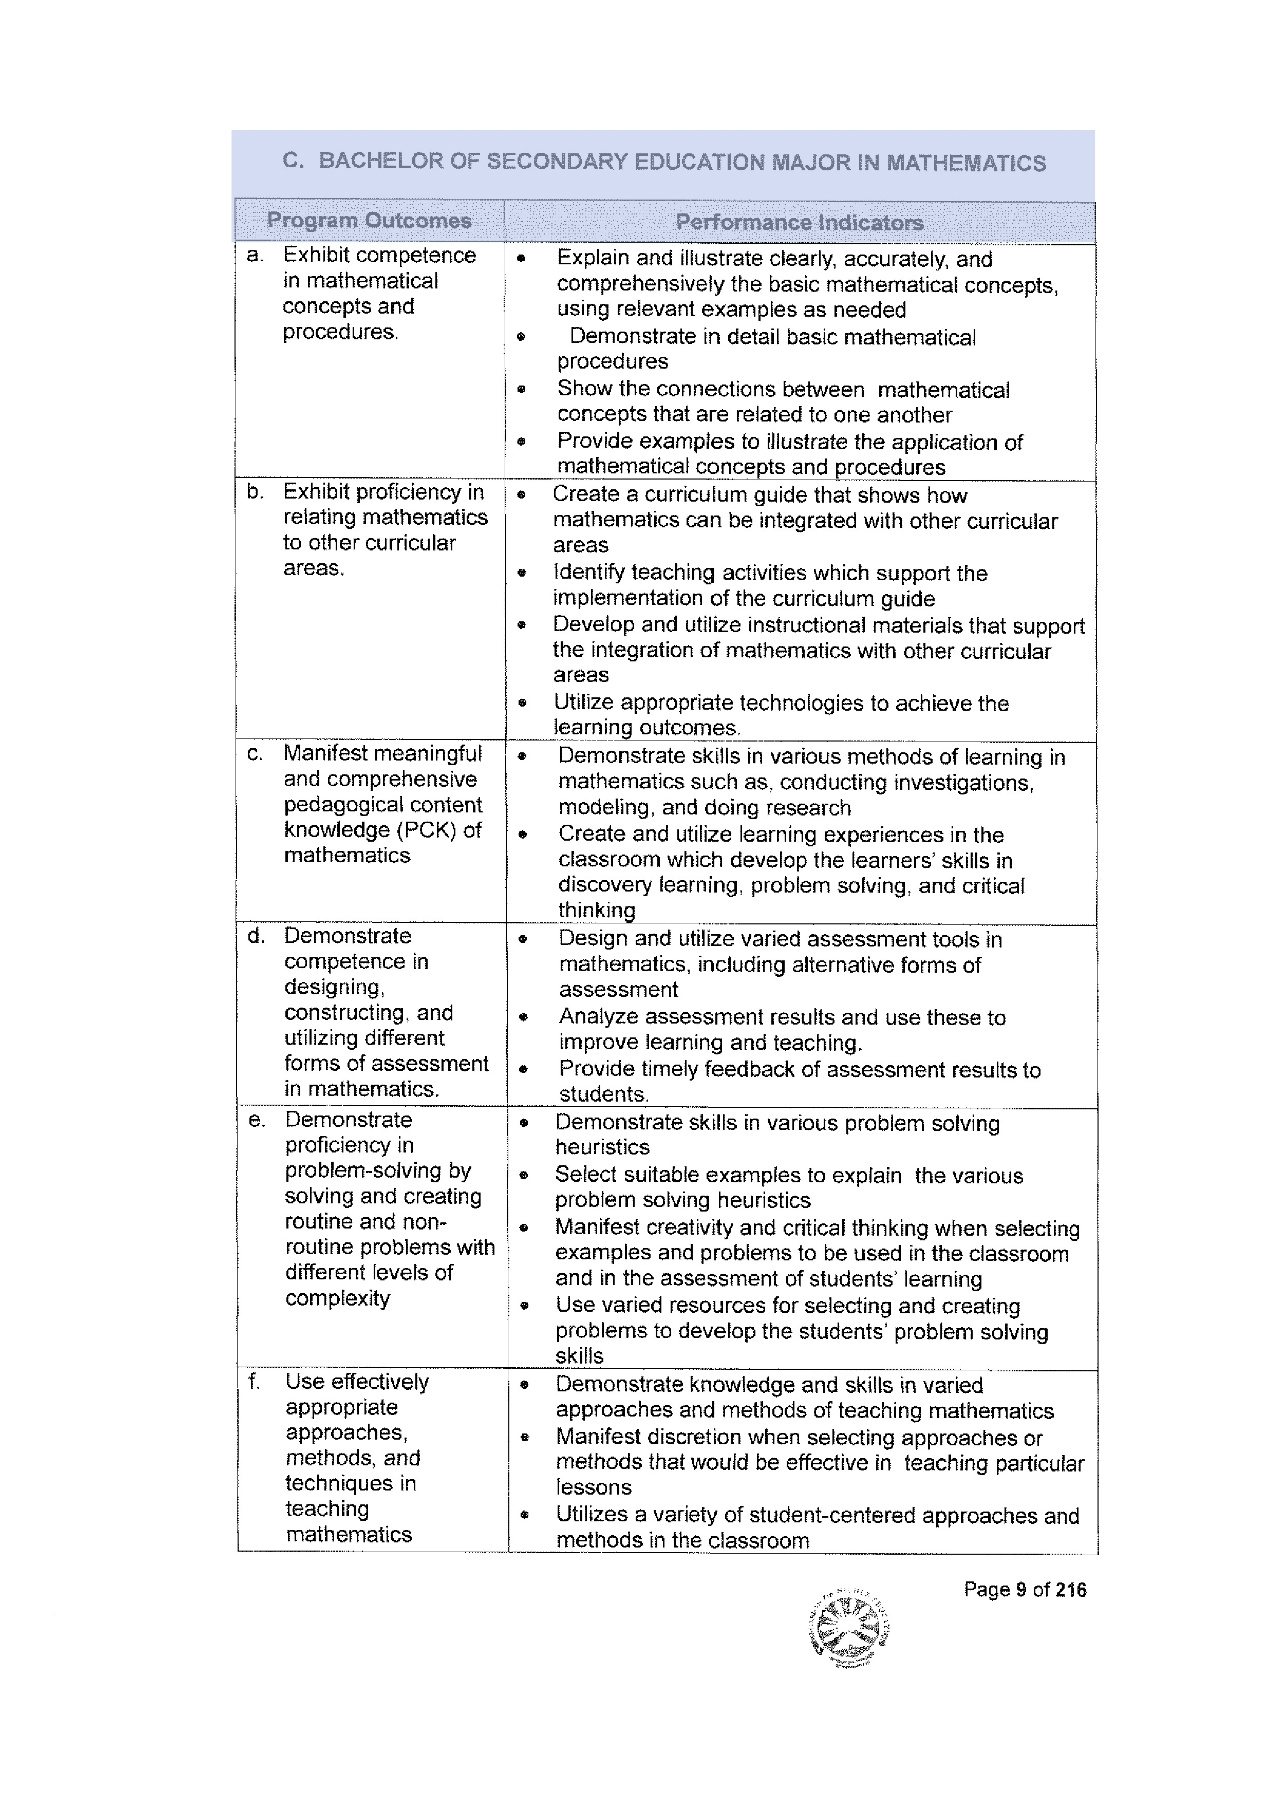 C. BACHELOR OF SECONDARY EDUCATION MAJOR IN MATHEMATICS
Program Outcomes
Performance Indicators
a. Exhibit competence
in mathematical
concepts and
procedures.
• Explain and illustrate clearly, accurately, and
comprehensively the basic mathematical concepts,
using relevant examples as needed
• Demonstrate in detail basic mathematical
procedures
• Show the connections between mathematical
concepts that are related to one another
• Provide examples to illustrate the application of
mathematical concepts and procedures
b. Exhibit proficiency in
relating mathematics
to other curricular
areas.
• Create a curriculum guide that shows how
mathematics can be integrated with other curricular
areas
• Identify teaching activities which support the
implementation of the curriculum guide
• Develop and utilize instructional materials that support
the integration of mathematics with other curricular
areas
• Utilize appropriate technologies to achieve the
learning outcomes.
c. Manifest meaningful
and comprehensive
pedagogical content
knowledge (PCK) of
mathematics
• Demonstrate skills in various methods of learning in
mathematics such as, conducting investigations,
modeling, and doing research
• Create and utilize learning experiences in the
classroom which develop the learners' skills in
discovery learning, problem solving, and critical
thinking
d. Demonstrate
competence in
designing,
constructing, and
utilizing different
forms of assessment
in mathematics.
• Design and utilize varied assessment tools in
mathematics, including alternative forms of
assessment
• Analyze assessment results and use these to
improve learning and teaching.
• Provide timely feedback of assessment results to
students.
e. Demonstrate
proficiency in
problem-solving by
solving and creating
routine and non-
routine problems with
different levels of
complexity
• Demonstrate skills in various problem solving
heuristics
• Select suitable examples to explain the various
problem solving heuristics
• Manifest creativity and critical thinking when selecting
examples and problems to be used in the classroom
and in the assessment of students' learning
• Use varied resources for selecting and creating
problems to develop the students' problem solving
skills
f. Use effectively
appropriate
approaches,
methods, and
techniques in
teaching
mathematics
• Demonstrate knowledge and skills in varied
approaches and methods of teaching mathematics
• Manifest discretion when selecting approaches or
methods that would be effective in teaching particular
lessons
• Utilizes a variety of student-centered approaches and
methods in the classroom
Page 9 of 216